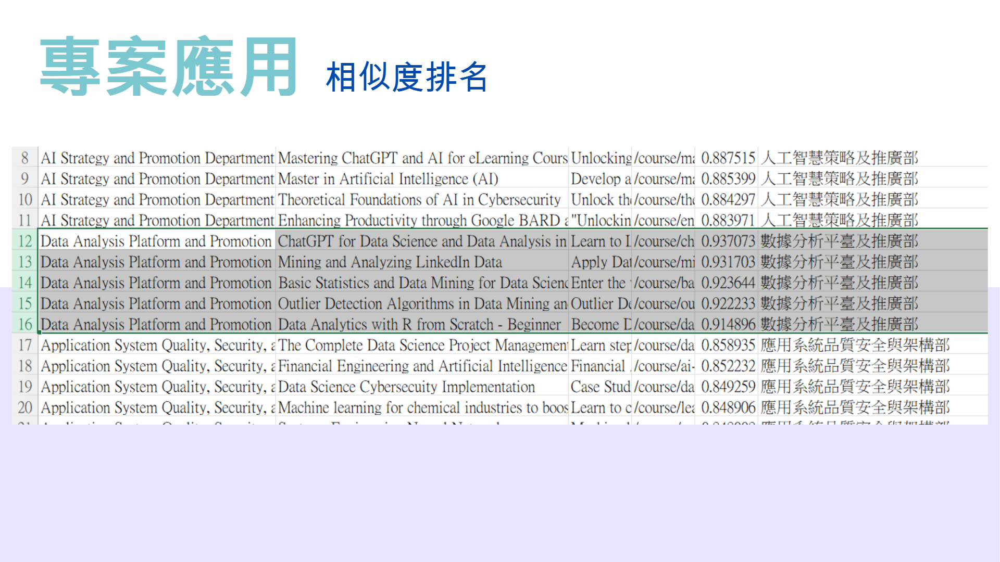 專案應用 相似度排名
8 AI Strategy and Promotion Department Mastering ChatGPT and AI for eLearning Cours Unlocking /course/ma 0.887515 人工智慧策略及推廣部
9 AI Strategy and Promotion Department Master in Artificial Intelligence (AI) Develop a /course/ma 0.885399 人工智慧策略及推廣部
10 AI Strategy and Promotion Department Theoretical Foundations of AI in Cybersecurity Unlock the /course/the 0.884297 人工智慧策略及推廣部
11 AI Strategy and Promotion Department Enhancing Productivity through Google BARD a "Unlockin /course/en 0.883971 人工智慧策略及推廣部
12 Data Analysis Platform and Promotion ChatGPT for Data Science and Data Analysis in Learn to /course/ch 0.937073 數據分析平臺及推廣部
13 Data Analysis Platform and Promotion Mining and Analyzing LinkedIn Data Apply Dat /course/mi 0.931703 數據分析平臺及推廣部
14 Data Analysis Platform and Promotion Basic Statistics and Data Mining for Data Scienc Enter the /course/ba 0.923644 數據分析平臺及推廣部
15 Data Analysis Platform and Promotion Outlier Detection Algorithms in Data Mining an Outlier De /course/ou 0.922233 數據分析平臺及推廣部
16 Data Analysis Platform and Promotion Data Analytics with R from Scratch - Beginner Become D /course/da 0.914896 數據分析平臺及推廣部
17 Application System Quality, Security, a The Complete Data Science Project Management Learn step /course/da 0.858935 應用系統品質安全與架構部
18 Application System Quality, Security, a Financial Engineering and Artificial Intelligence Financial /course/ai- 0.852232 應用系統品質安全與架構部
19 Application System Quality, Security, a Data Science Cybersecuity Implementation Case Stud /course/da 0.849259 應用系統品質安全與架構部
20 Application System Quality, Security, a Machine learning for chemical industries to boos Learn to c /course/lea 0.848906 應用系統品質安全與架構部